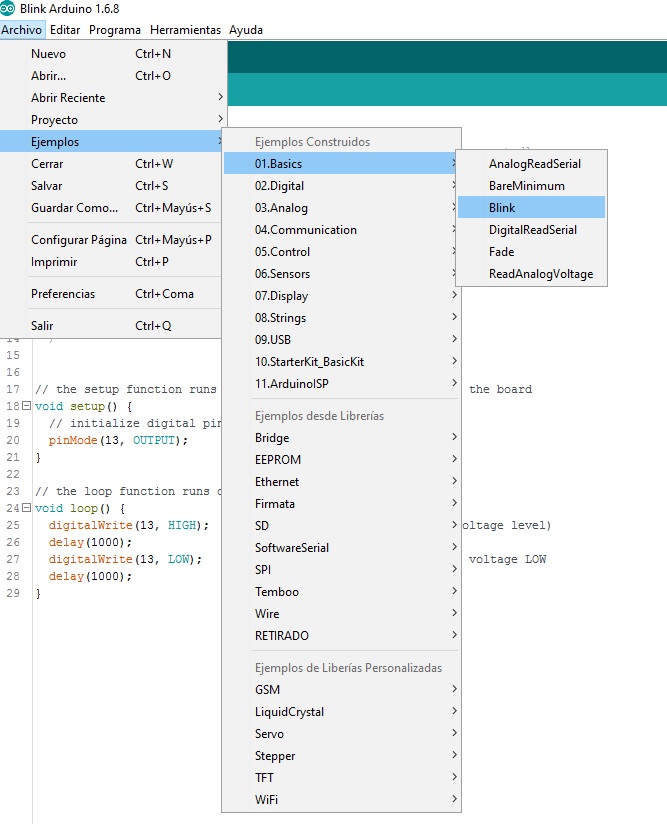 Blink Arduino 1.6.8
Archivo Editar Programa Herramientas Ayuda
Nuevo Ctrl+N
Abrir... Ctrl+O
Abrir Reciente
Proyecto
Ejemplos
Cerrar Ctrl+W
Salvar Ctrl+S
Guardar Como... Ctrl+Mayús+S
Configurar Página Ctrl+Mayús+P
Imprimir Ctrl+P
Preferencias Ctrl+Coma
Salir Ctrl+Q
Ejemplos Construidos
01.Basics
02.Digital
03.Analog
04.Communication
05.Control
06.Sensors
07.Display
08.Strings
09.USB
10.StarterKit_BasicKit
11.ArduinoISP
Ejemplos desde Librerías
Bridge
EEPROM
Ethernet
Firmata
SD
SoftwareSerial
SPI
Temboo
Wire
RETIRADO
Ejemplos de Liberías Personalizadas
GSM
LiquidCrystal
Servo
Stepper
TFT
WiFi
AnalogReadSerial
BareMinimum
Blink
DigitalReadSerial
Fade
ReadAnalogVoltage
14 */
15
16
17 // the setup function runs the board
18 void setup() {
19 // initialize digital pin
20 pinMode(13, OUTPUT);
21 }
22
23 // the loop function runs
24 void loop() {
25 digitalWrite(13, HIGH); oltage level)
26 delay(1000);
27 digitalWrite(13, LOW); voltage LOW
28 delay(1000);
29 }